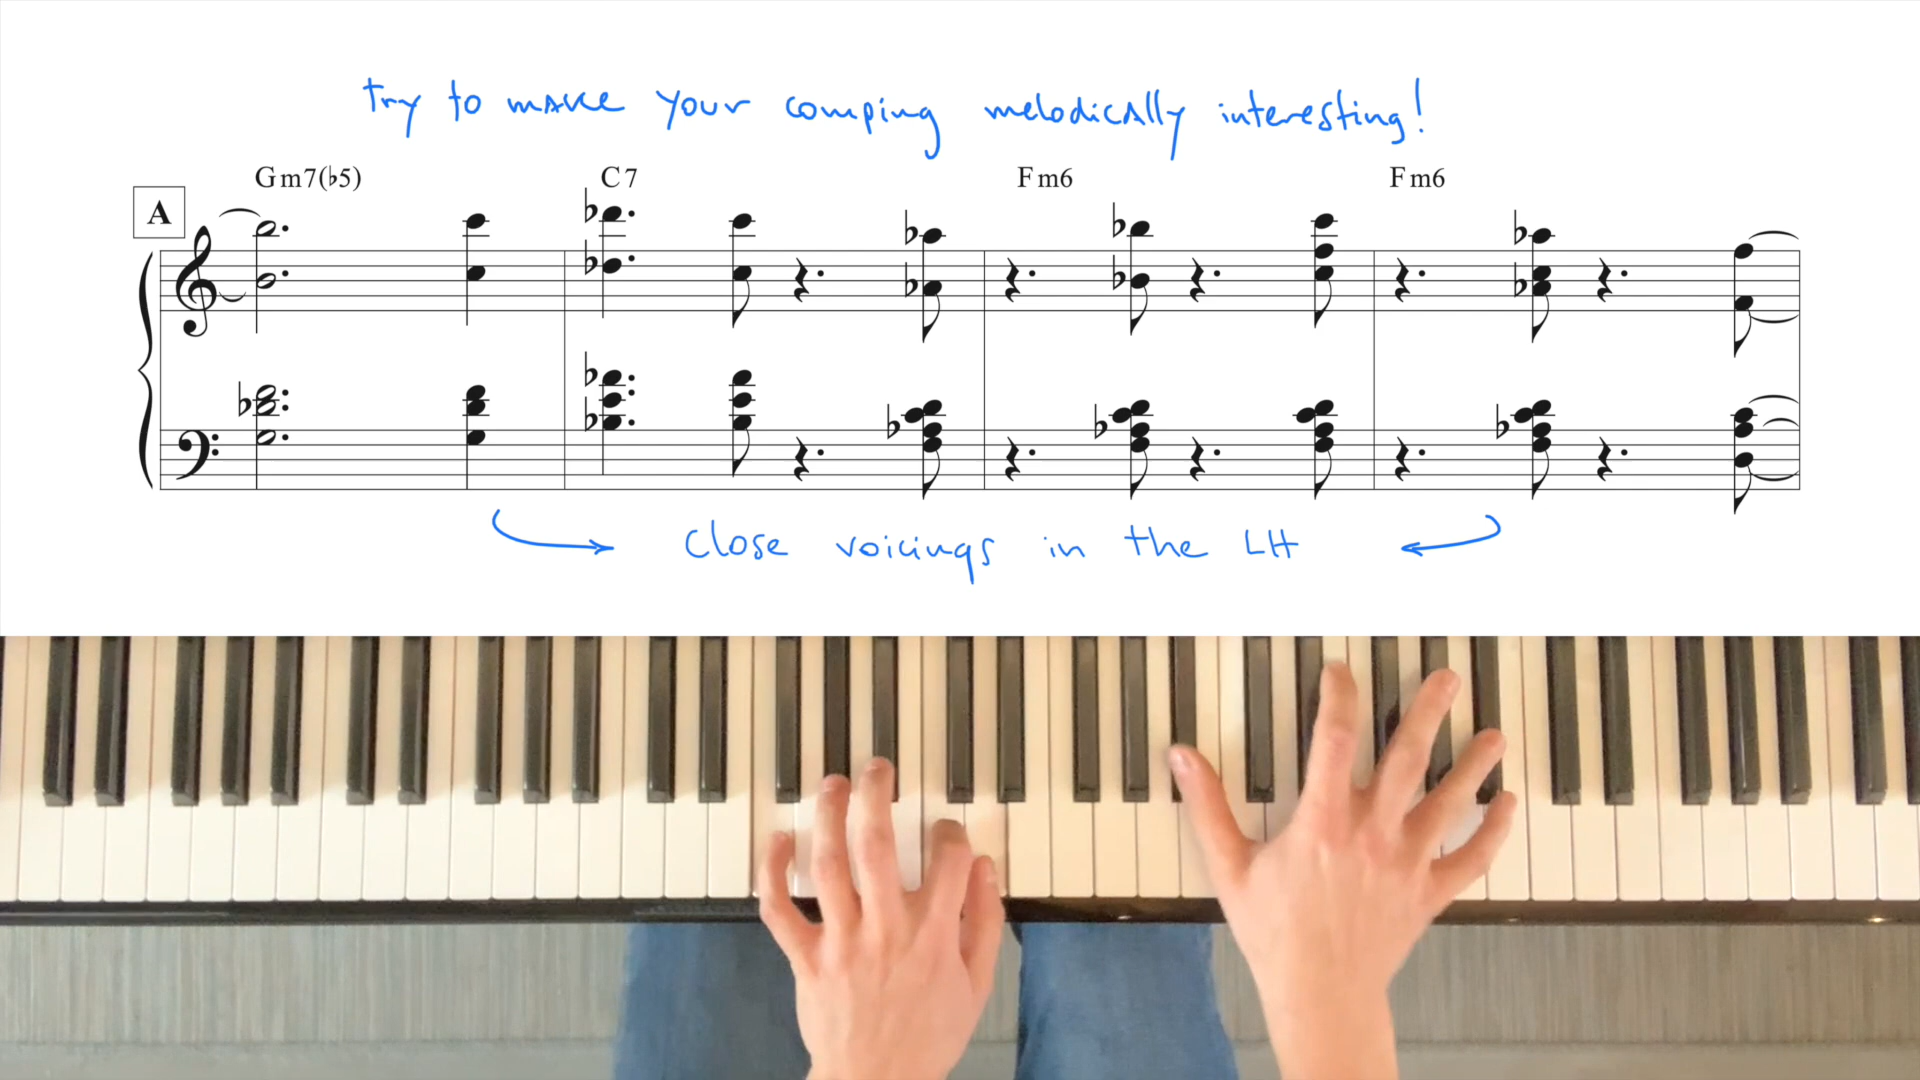 try to make your comping melodically interesting!
Gm7(♭5) C7 Fm6 Fm6
A
close voicings in the LH